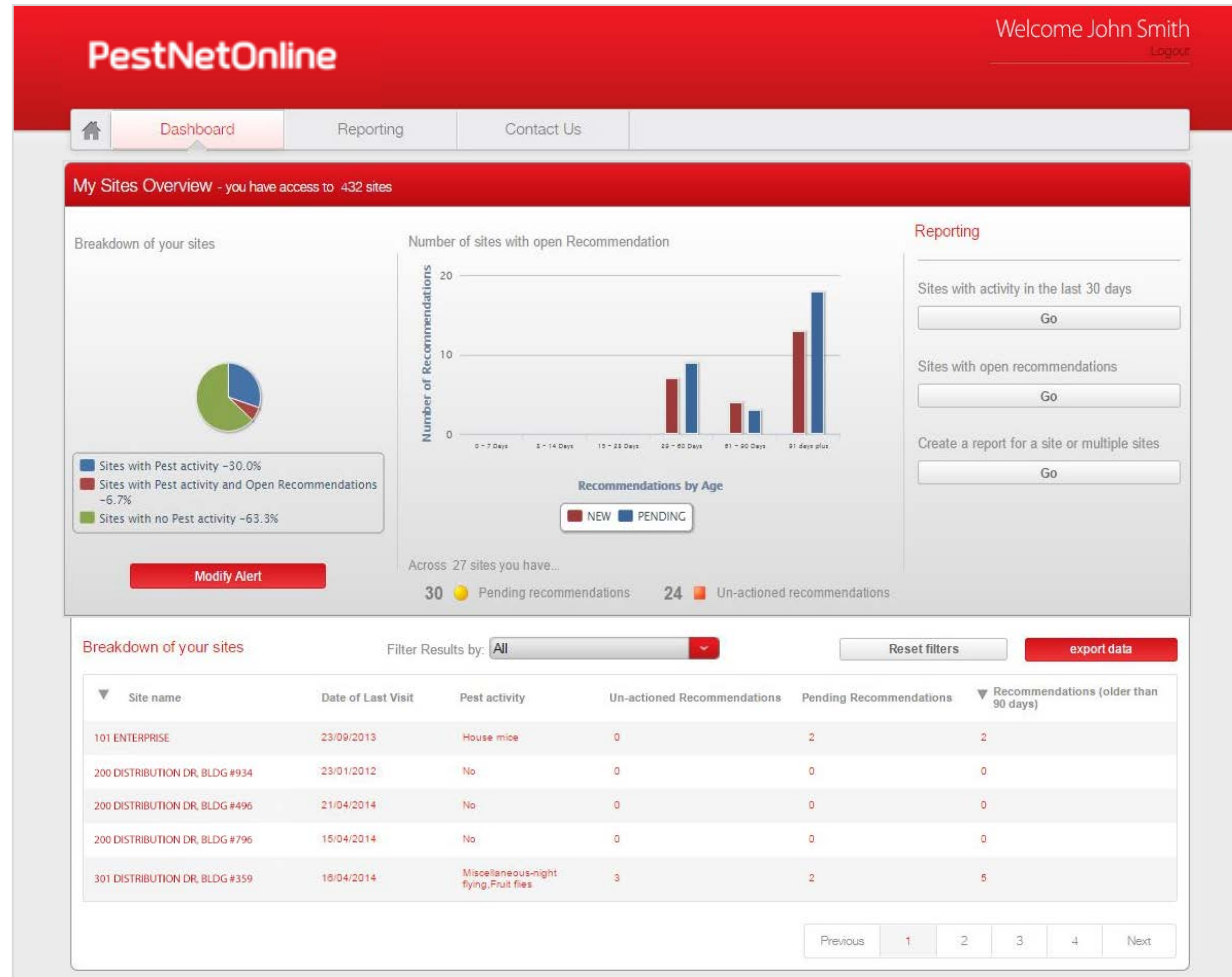 PestNetOnline
Welcome John Smith
Logout
Dashboard
Reporting
Contact Us
My Sites Overview - you have access to 432 sites
Breakdown of your sites
Sites with Pest activity -30.0%
Sites with Pest activity and Open Recommendations
-6.7%
Sites with no Pest activity -63.3%
Modify Alert
Number of sites with open Recommendation
Number of Recommendations
20
10
0
0 - 7 Days
61 - 90 Days
91 days plus
Recommendations by Age
NEW PENDING
Across 27 sites you have...
30 Pending recommendations 24 Un-actioned recommendations
Reporting
Sites with activity in the last 30 days
Go
Sites with open recommendations
Go
Create a report for a site or multiple sites
Go
Breakdown of your sites
Filter Results by: All
Reset filters
export data
Site name Date of Last Visit Pest activity Un-actioned Recommendations Pending Recommendations Recommendations (older than
90 days)
101 ENTERPRISE 23/09/2013 House mice 0 2 2
200 DISTRIBUTION DR, BLDG #934 23/01/2012 No 0 0 0
200 DISTRIBUTION DR, BLDG #496 21/04/2014 No 0 0 0
200 DISTRIBUTION DR, BLDG #796 15/04/2014 No 0 0 0
301 DISTRIBUTION DR, BLDG #359 16/04/2014 Miscellaneous-night
flying,Fruit flies 3 2 5
Previous 1 2 3 4 Next